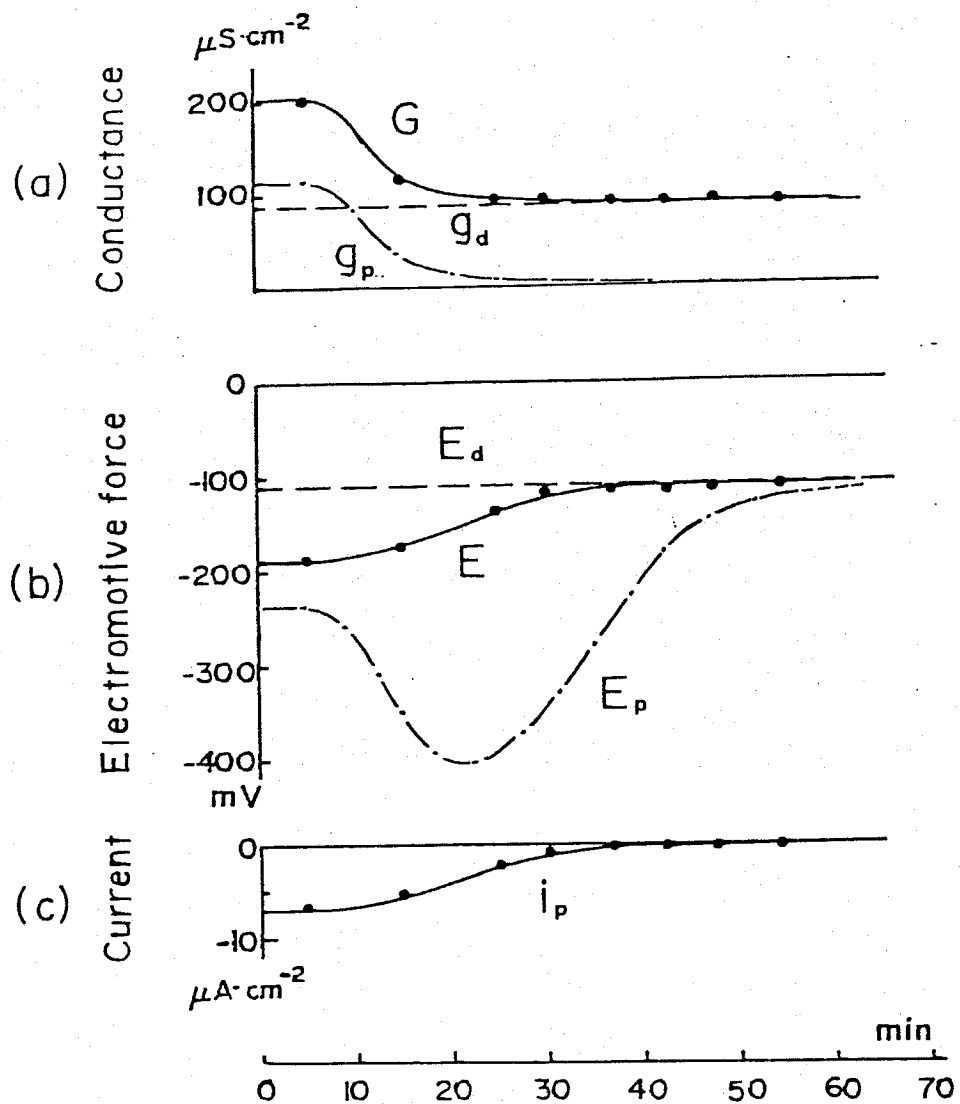 μS·cm⁻²
(a)
Conductance
200
100
G
g_d
g_p
(b)
Electromotive force
0
-100
-200
-300
-400
mV
E_d
E
E_p
(c)
Current
0
-10
μA·cm⁻²
i_p
min
0 10 20 30 40 50 60 70